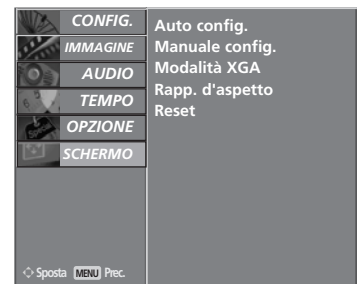 CONFIG.
IMMAGINE
AUDIO
TEMPO
OPZIONE
SCHERMO
Auto config.
Manuale config.
Modalità XGA
Rapp. d'aspetto
Reset
Sposta MENU Prec.